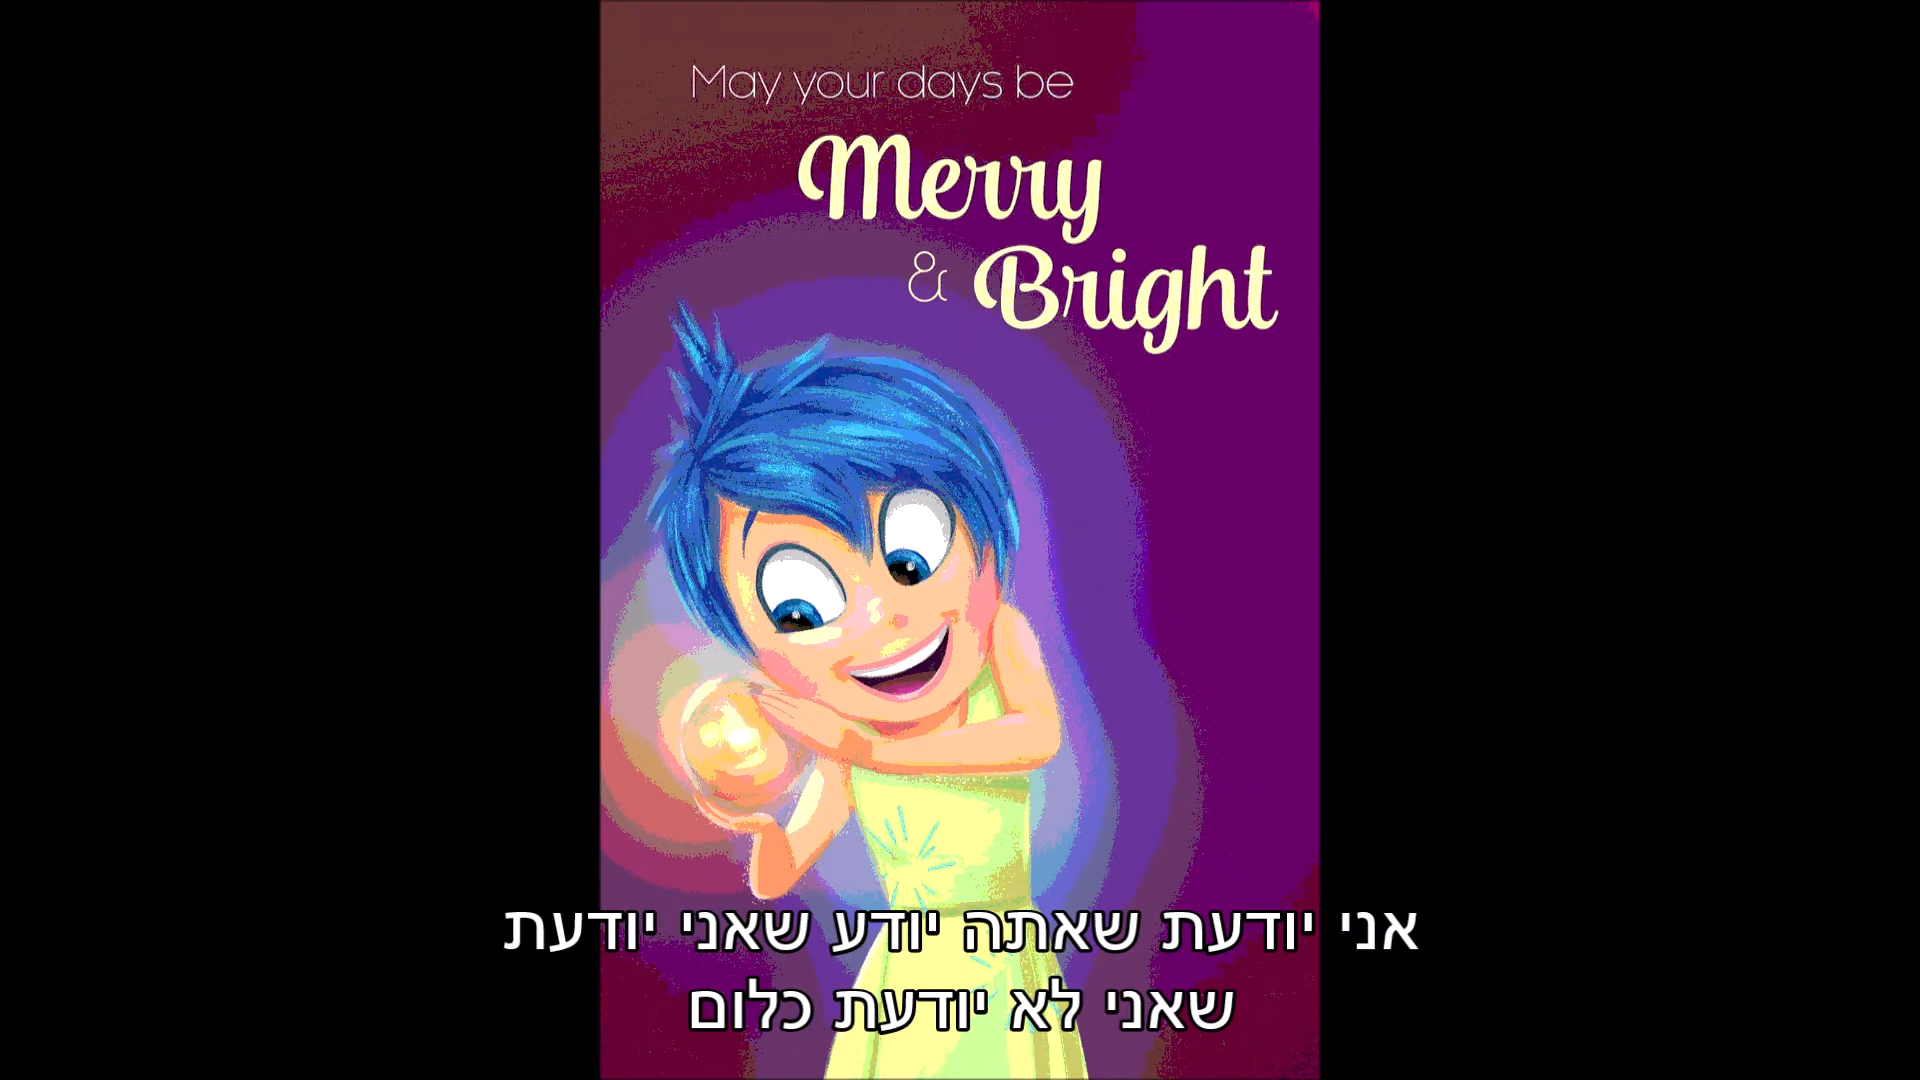 May your days be
Merry
& Bright
אני יודעת שאתה יודע שאני יודעת
שאני לא יודעת כלום